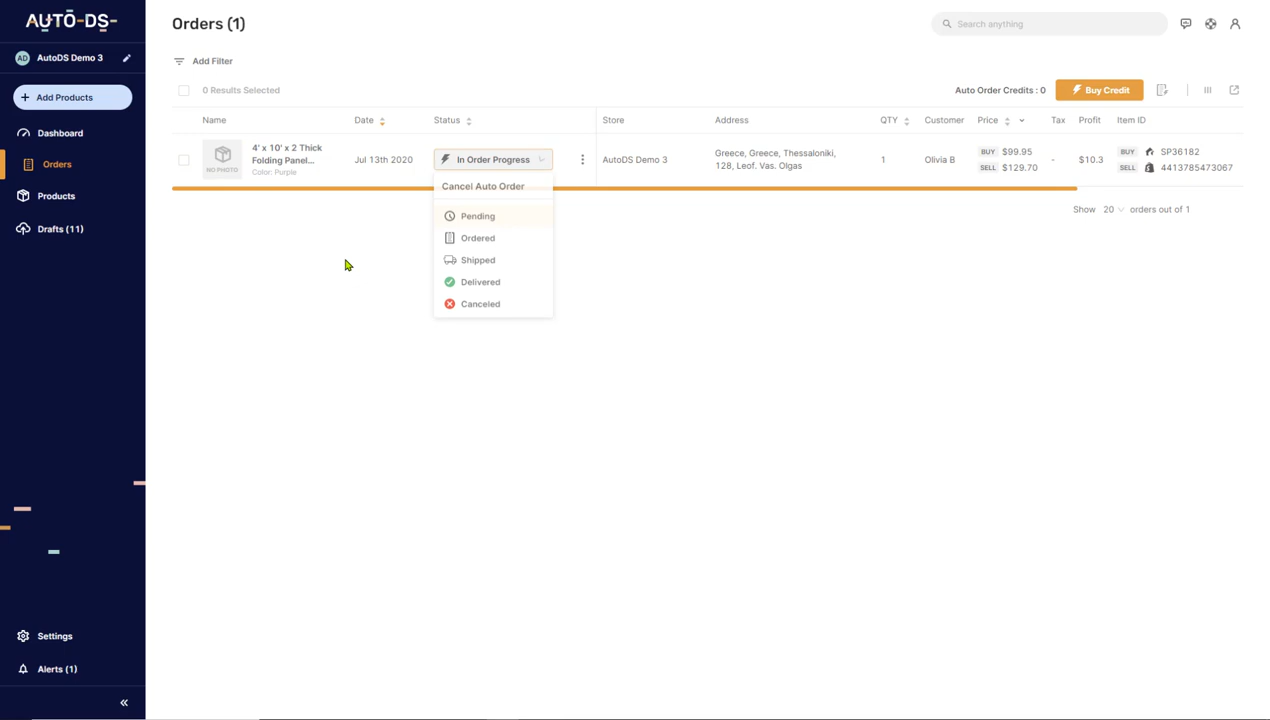 AUTO-DS-
Orders (1)
Search anything
AD AutoDS Demo 3
Add Filter
+ Add Products
0 Results Selected
Auto Order Credits : 0
Buy Credit
Name
Date
Status
Store
Address
QTY
Customer
Price
Tax
Profit
Item ID
Dashboard
Orders
Products
Drafts (11)
NO PHOTO
4' x 10' x 2 Thick
Folding Panel...
Color: Purple
Jul 13th 2020
In Order Progress
AutoDS Demo 3
Greece, Greece, Thessaloniki,
128, Leof. Vas. Olgas
1
Olivia B
BUY $99.95
SELL $129.70
-
$10.3
BUY SP36182
SELL 4413785473067
Cancel Auto Order
Pending
Ordered
Shipped
Delivered
Canceled
Show 20 orders out of 1
Settings
Alerts (1)